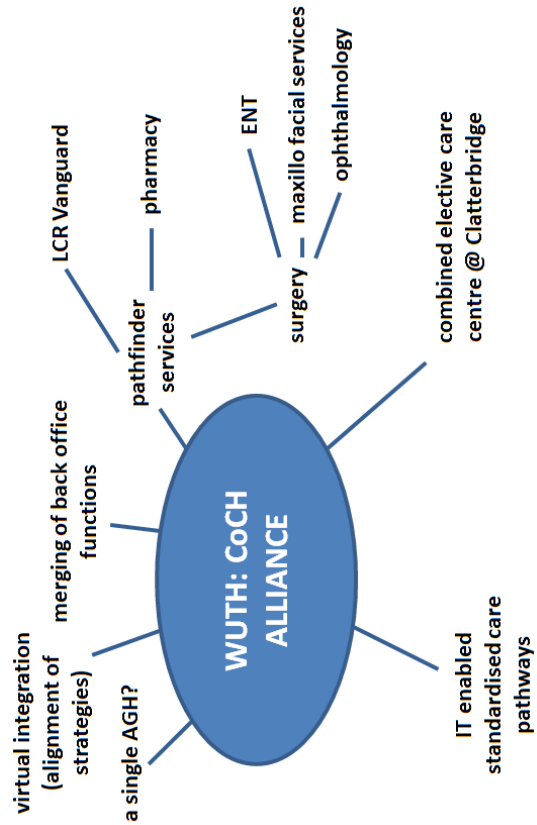 virtual integration
(alignment of
strategies)
a single AGH?
merging of back office
functions
WUTH: CoCH
ALLIANCE
pathfinder
services
LCR Vanguard
pharmacy
surgery
ENT
maxillo facial services
ophthalmology
combined elective care
centre @ Clatterbridge
IT enabled
standardised care
pathways